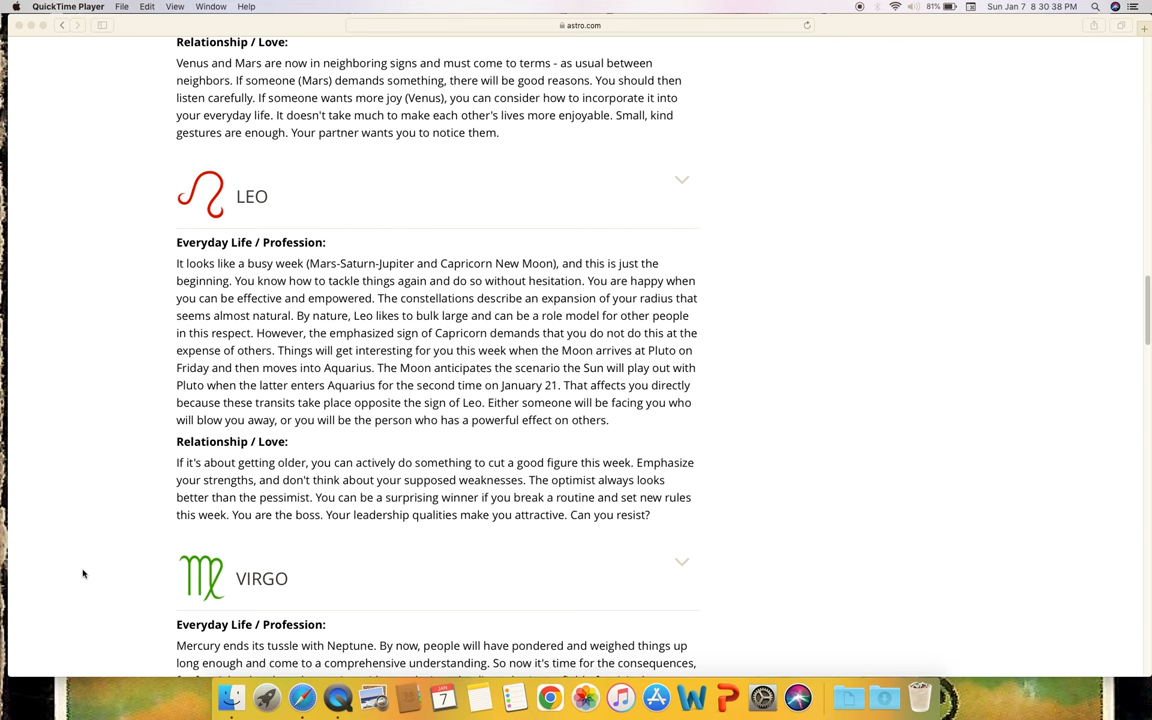 QuickTime Player File Edit View Window Help 81% Sun Jan 7 8 30 38 PM
astro.com
Relationship / Love:
Venus and Mars are now in neighboring signs and must come to terms - as usual between
neighbors. If someone (Mars) demands something, there will be good reasons. You should then
listen carefully. If someone wants more joy (Venus), you can consider how to incorporate it into
your everyday life. It doesn't take much to make each other's lives more enjoyable. Small, kind
gestures are enough. Your partner wants you to notice them.
LEO
Everyday Life / Profession:
It looks like a busy week (Mars-Saturn-Jupiter and Capricorn New Moon), and this is just the
beginning. You know how to tackle things again and do so without hesitation. You are happy when
you can be effective and empowered. The constellations describe an expansion of your radius that
seems almost natural. By nature, Leo likes to bulk large and can be a role model for other people
in this respect. However, the emphasized sign of Capricorn demands that you do not do this at the
expense of others. Things will get interesting for you this week when the Moon arrives at Pluto on
Friday and then moves into Aquarius. The Moon anticipates the scenario the Sun will play out with
Pluto when the latter enters Aquarius for the second time on January 21. That affects you directly
because these transits take place opposite the sign of Leo. Either someone will be facing you who
will blow you away, or you will be the person who has a powerful effect on others.
Relationship / Love:
If it's about getting older, you can actively do something to cut a good figure this week. Emphasize
your strengths, and don't think about your supposed weaknesses. The optimist always looks
better than the pessimist. You can be a surprising winner if you break a routine and set new rules
this week. You are the boss. Your leadership qualities make you attractive. Can you resist?
VIRGO
Everyday Life / Profession:
Mercury ends its tussle with Neptune. By now, people will have pondered and weighed things up
long enough and come to a comprehensive understanding. So now it's time for the consequences,
JAN
7